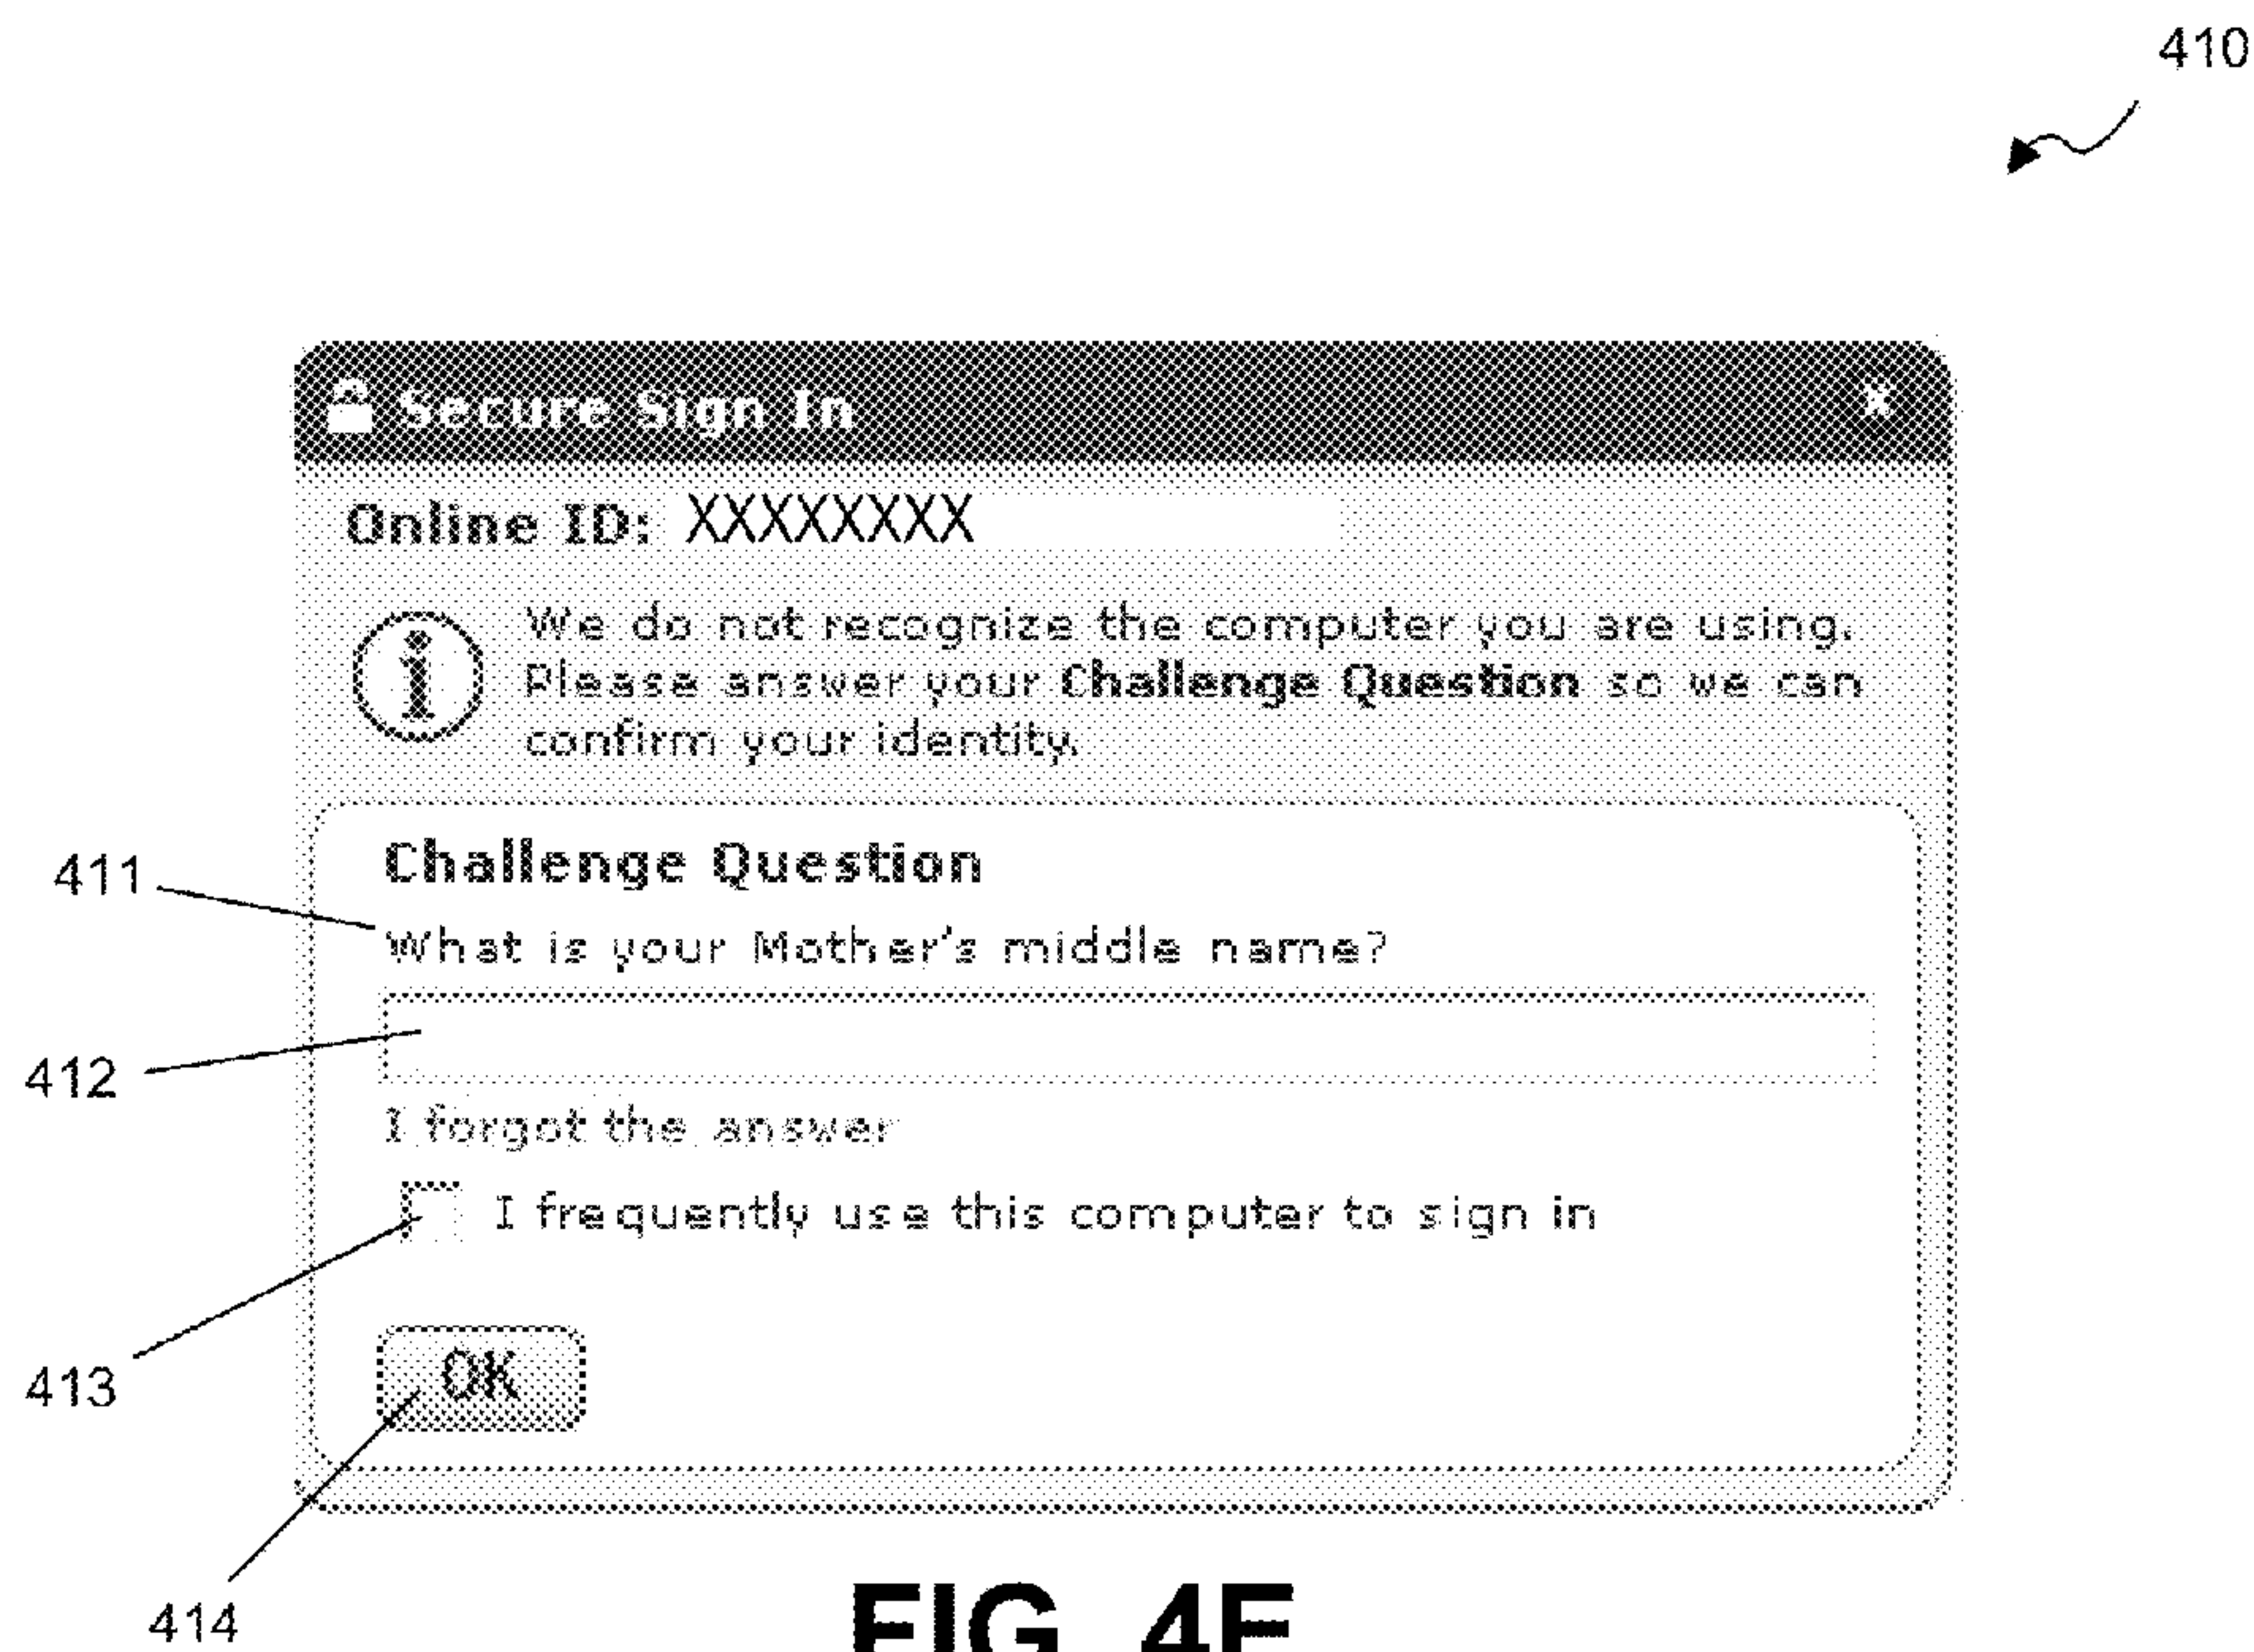 410
Secure Sign In x
Online ID: XXXXXXXX
i
We do not recognize the computer you are using.
Please answer your Challenge Question so we can
confirm your identity.
Challenge Question
411
What is your Mother's middle name?
412
I forgot the answer
I frequently use this computer to sign in
413
OK
414
FIG. 4E